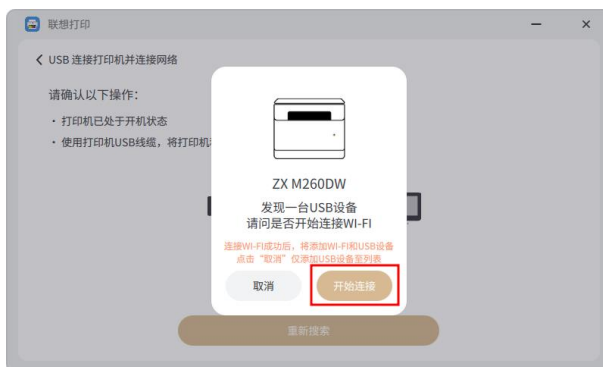 联想打印
USB 连接打印机并连接网络
请确认以下操作：
· 打印机已处于开机状态
· 使用打印机USB线缆，将打印机
ZX M260DW
发现一台USB设备
请问是否开始连接WI-FI
连接WI-FI成功后，将添加WI-FI和USB设备
点击“取消”仅添加USB设备至列表
取消
开始连接
重新搜索